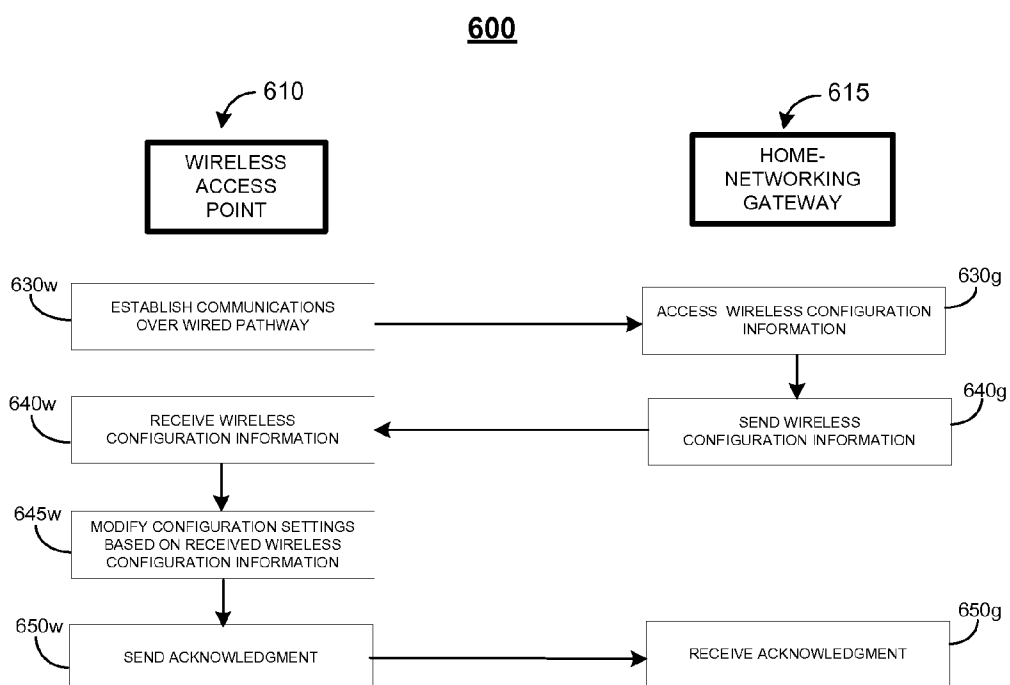 600
610
615
WIRELESS
ACCESS
POINT
HOME-
NETWORKING
GATEWAY
630w
ESTABLISH COMMUNICATIONS
OVER WIRED PATHWAY
630g
ACCESS WIRELESS CONFIGURATION
INFORMATION
640w
RECEIVE WIRELESS
CONFIGURATION INFORMATION
640g
SEND WIRELESS
CONFIGURATION INFORMATION
645w
MODIFY CONFIGURATION SETTINGS
BASED ON RECEIVED WIRELESS
CONFIGURATION INFORMATION
650w
SEND ACKNOWLEDGMENT
650g
RECEIVE ACKNOWLEDGMENT